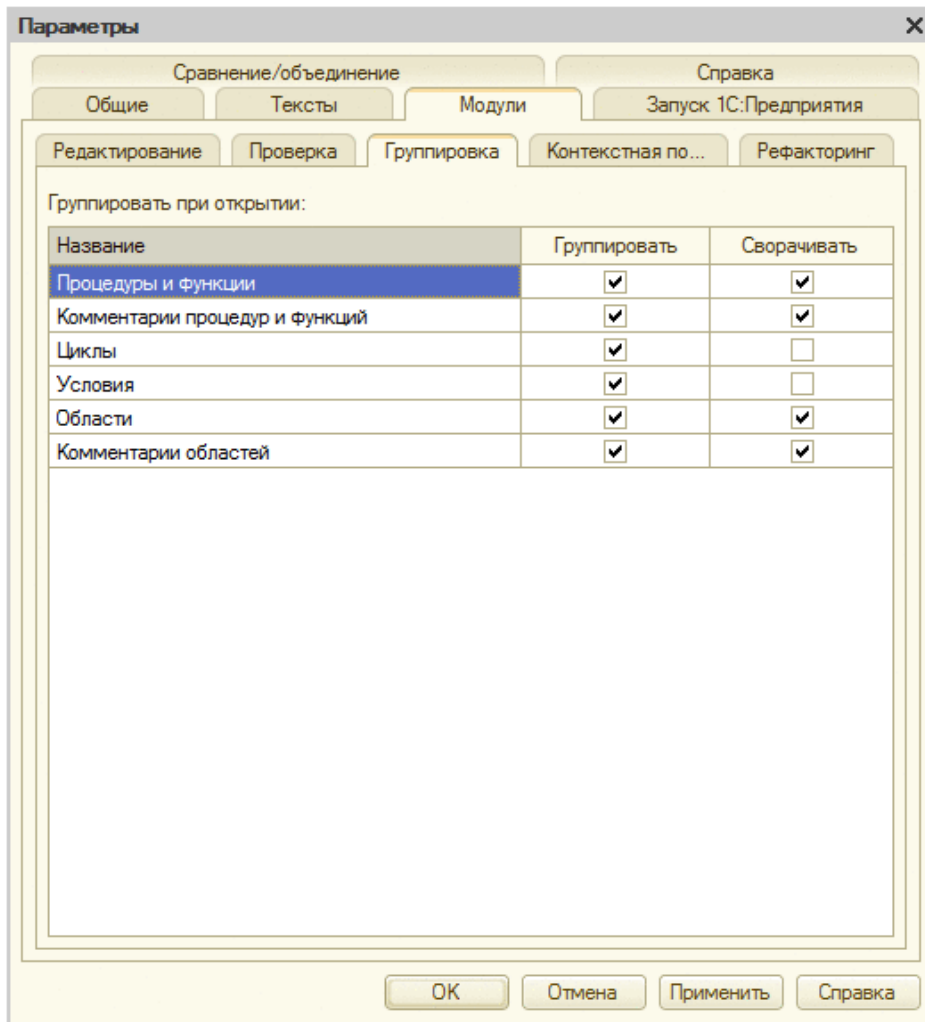 Параметры
Сравнение/объединение Справка
Общие Тексты Модули Запуск 1С:Предприятия
Редактирование Проверка Группировка Контекстная по... Рефакторинг
Группировать при открытии:
Название Группировать Сворачивать
Процедуры и функции
Комментарии процедур и функций
Циклы
Условия
Области
Комментарии областей
OK Отмена Применить Справка